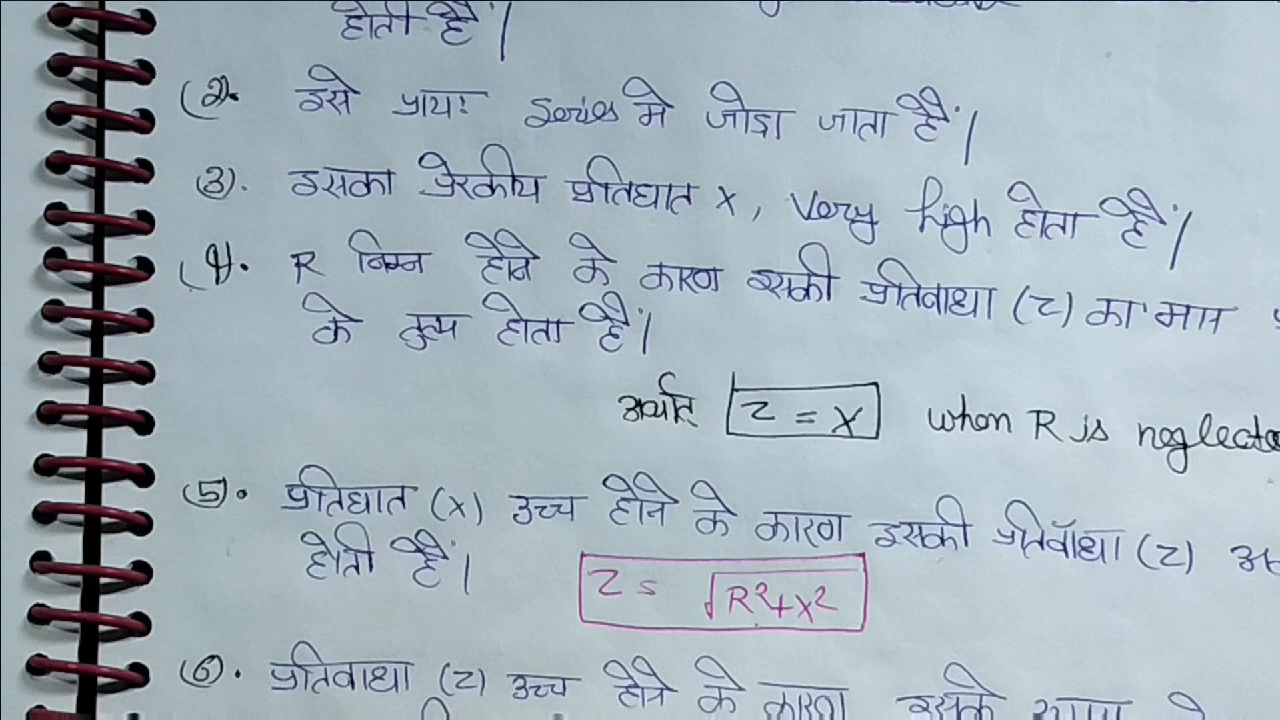 होती है।
(2). इसे प्रायः Series मे जोड़ा जाता है।
(3). इसका प्रेरकीय प्रतिघात X, Very high होता है।
(4). R निम्न होने के कारण इसकी प्रतिबाधा (Z) का मान
के तुल्य होता है।
अर्थात् Z = X when R is
(5). प्रतिघात (X) उच्च होने के कारण इसकी प्रतिबाधा (Z)
होती है।
Z = √R²+X²
(6). प्रतिबाधा (Z) उच्च होने के कारण इसके